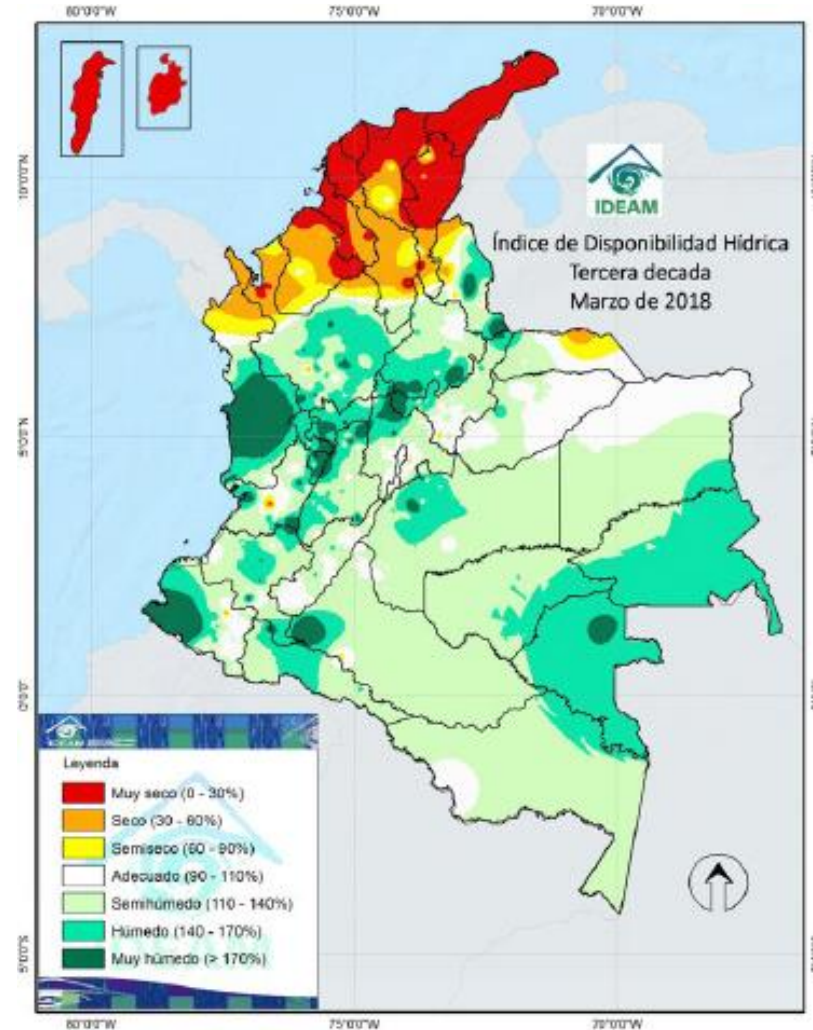 80°0'0"W 75°0'0"W 70°0'0"W
10°0'0"N
IDEAM
Índice de Disponibilidad Hídrica
Tercera decada
Marzo de 2018
5°0'0"N
0°0'0"
IDEAM
Leyenda
Muy seco (0 - 30%)
Seco (30 - 60%)
Semiseco (60 - 90%)
Adecuado (90 - 110%)
Semihúmedo (110 - 140%)
Húmedo (140 - 170%)
Muy húmedo (> 170%)
IDEAM
5°0'0"S
80°0'0"W 75°0'0"W 70°0'0"W